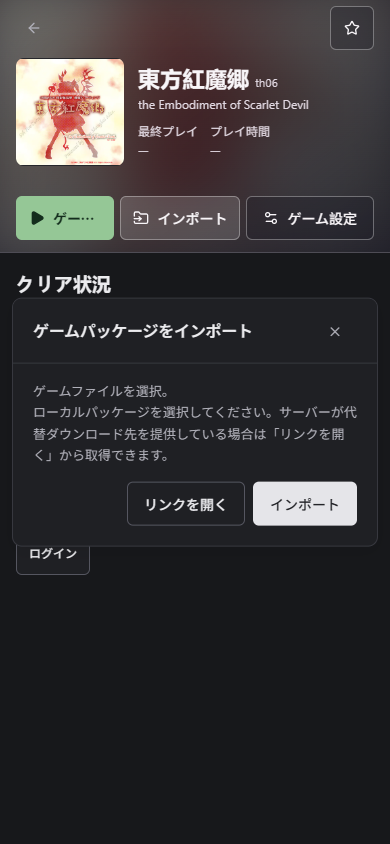 東方紅魔郷 th06
the Embodiment of Scarlet Devil
最終プレイ プレイ時間
— —
ゲー… インポート ゲーム設定
クリア状況
ゲームパッケージをインポート
ゲームファイルを選択。
ローカルパッケージを選択してください。サーバーが代
替ダウンロード先を提供している場合は「リンクを開
く」から取得できます。
リンクを開く インポート
ログイン